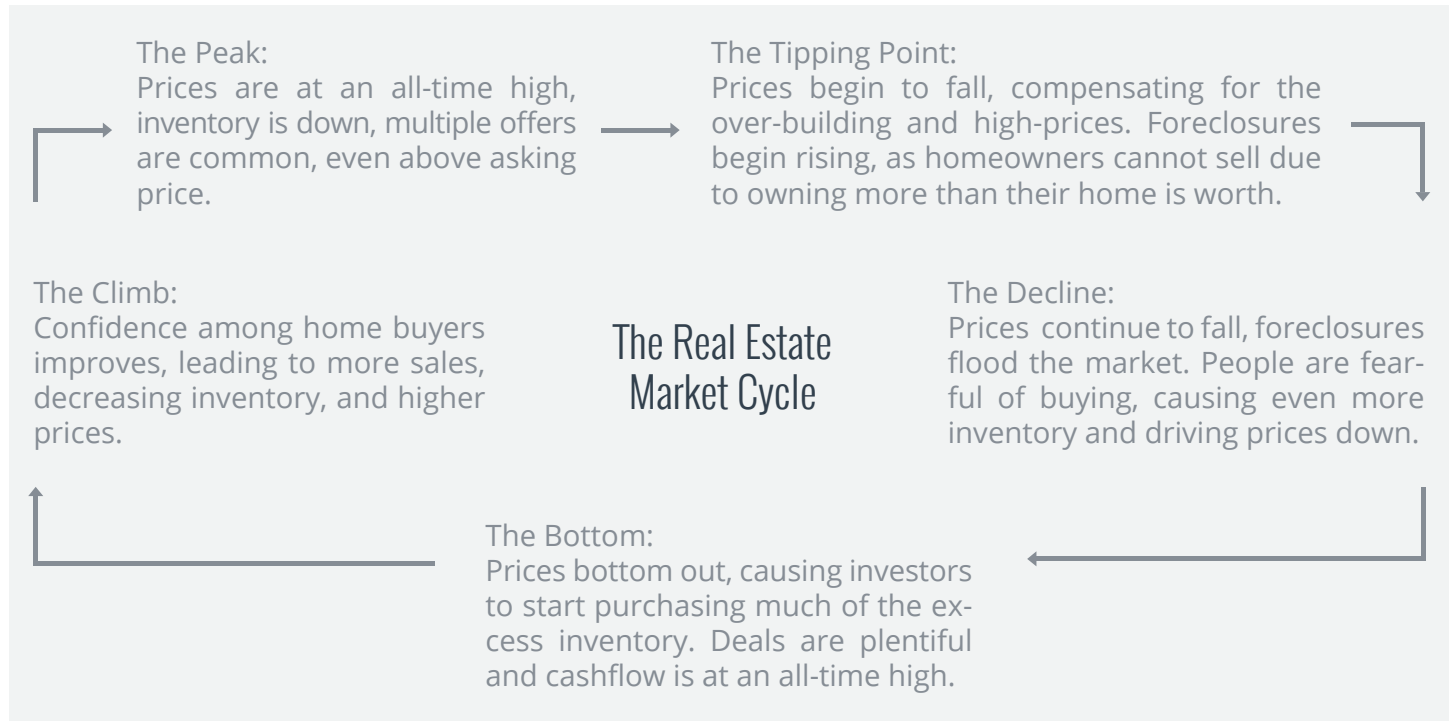 The Peak:
Prices are at an all-time high,
inventory is down, multiple offers
are common, even above asking
price.
The Tipping Point:
Prices begin to fall, compensating for the
over-building and high-prices. Foreclosures
begin rising, as homeowners cannot sell due
to owning more than their home is worth.
The Climb:
Confidence among home buyers
improves, leading to more sales,
decreasing inventory, and higher
prices.
The Real Estate
Market Cycle
The Decline:
Prices continue to fall, foreclosures
flood the market. People are fear-
ful of buying, causing even more
inventory and driving prices down.
The Bottom:
Prices bottom out, causing investors
to start purchasing much of the ex-
cess inventory. Deals are plentiful
and cashflow is at an all-time high.